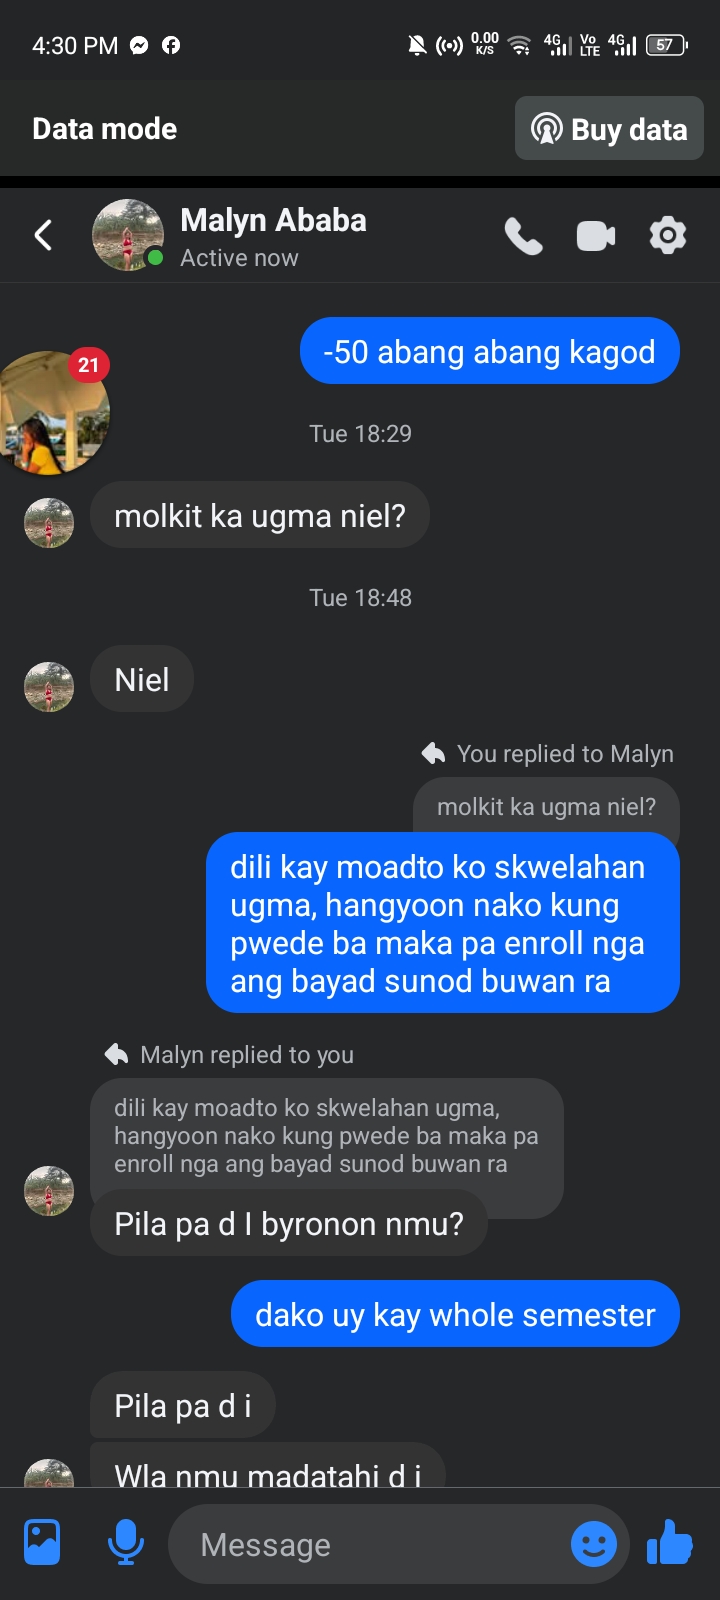 4:30 PM
0.00
K/S
4G
Vo
LTE
4G
57
Data mode
Buy data
Malyn Ababa
Active now
-50 abang abang kagod
21
Tue 18:29
molkit ka ugma niel?
Tue 18:48
Niel
You replied to Malyn
molkit ka ugma niel?
dili kay moadto ko skwelahan
ugma, hangyoon nako kung
pwede ba maka pa enroll nga
ang bayad sunod buwan ra
Malyn replied to you
dili kay moadto ko skwelahan ugma,
hangyoon nako kung pwede ba maka pa
enroll nga ang bayad sunod buwan ra
Pila pa d I byronon nmu?
dako uy kay whole semester
Pila pa d i
Wla nmu madatahi d i
Message